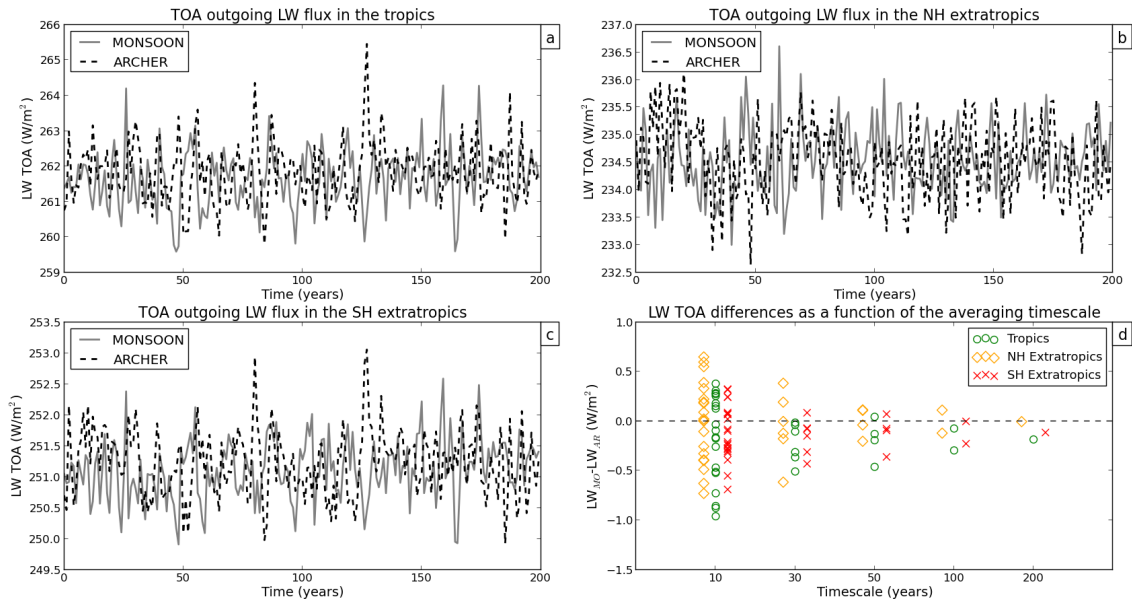 TOA outgoing LW flux in the tropics
a
MONSOON
ARCHER
LW TOA (W/m²)
266
265
264
263
262
261
260
259
0
50
100
150
200
Time (years)
TOA outgoing LW flux in the NH extratropics
b
MONSOON
ARCHER
LW TOA (W/m²)
237.0
236.5
236.0
235.5
235.0
234.5
234.0
233.5
233.0
232.5
0
50
100
150
200
Time (years)
TOA outgoing LW flux in the SH extratropics
c
MONSOON
ARCHER
LW TOA (W/m²)
253.5
253.0
252.5
252.0
251.5
251.0
250.5
250.0
249.5
0
50
100
150
200
Time (years)
LW TOA differences as a function of the averaging timescale
d
Tropics
NH Extratropics
SH Extratropics
LW_MO-LW_AR (W/m²)
1.0
0.5
0.0
−0.5
−1.0
−1.5
10
30
50
100
200
Timescale (years)